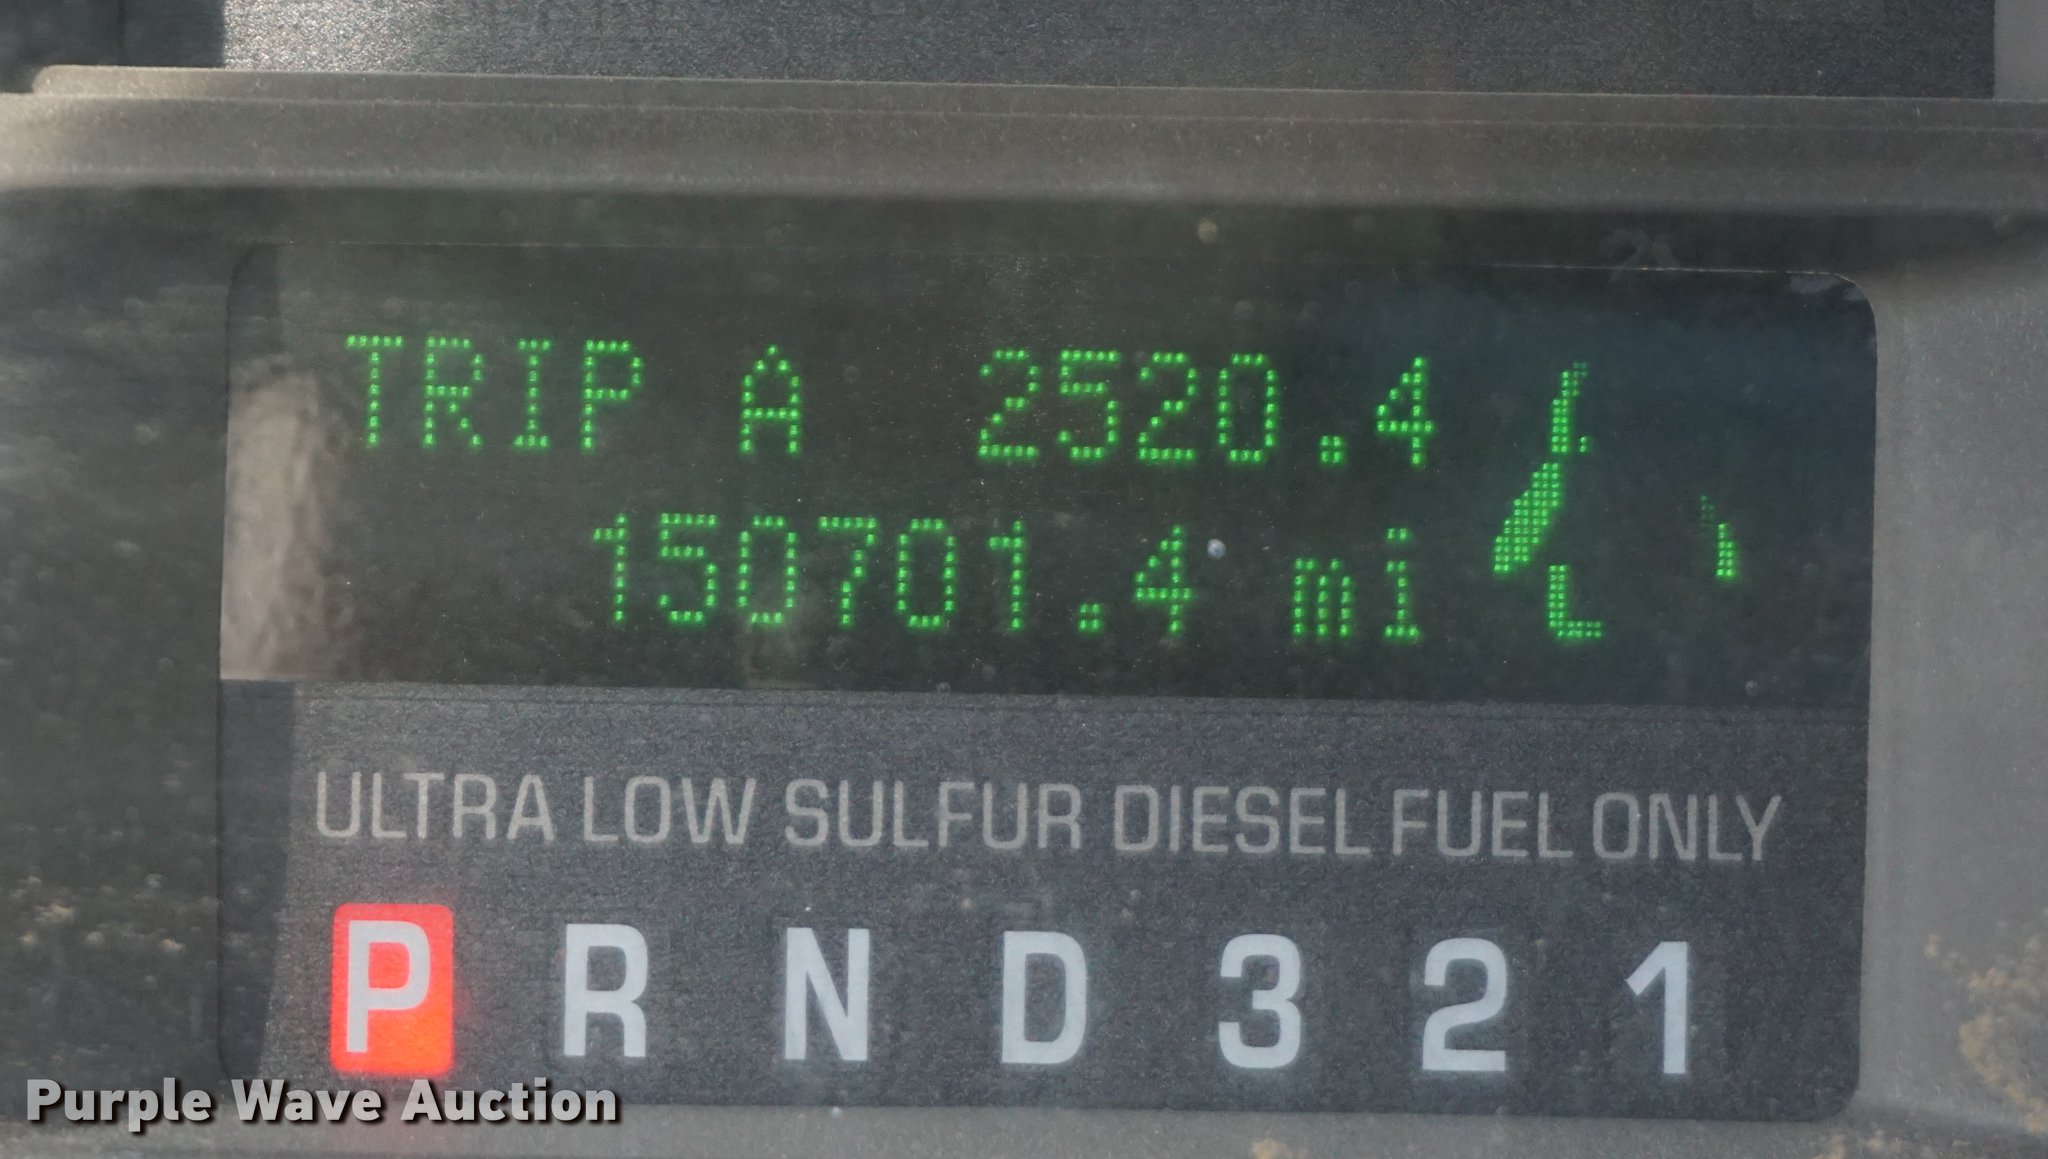 TRIP A 2520.4
150701.4 mi
ULTRA LOW SULFUR DIESEL FUEL ONLY
P R N D 3 2 1
Purple Wave Auction